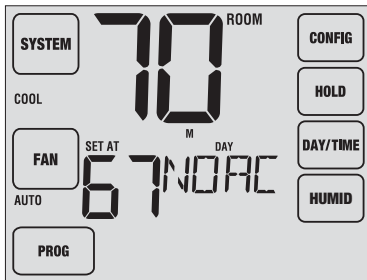 SYSTEM
70
ROOM
CONFIG
COOL
HOLD
M
SET AT
DAY
DAY/TIME
FAN
67
NOAC
AUTO
HUMID
PROG